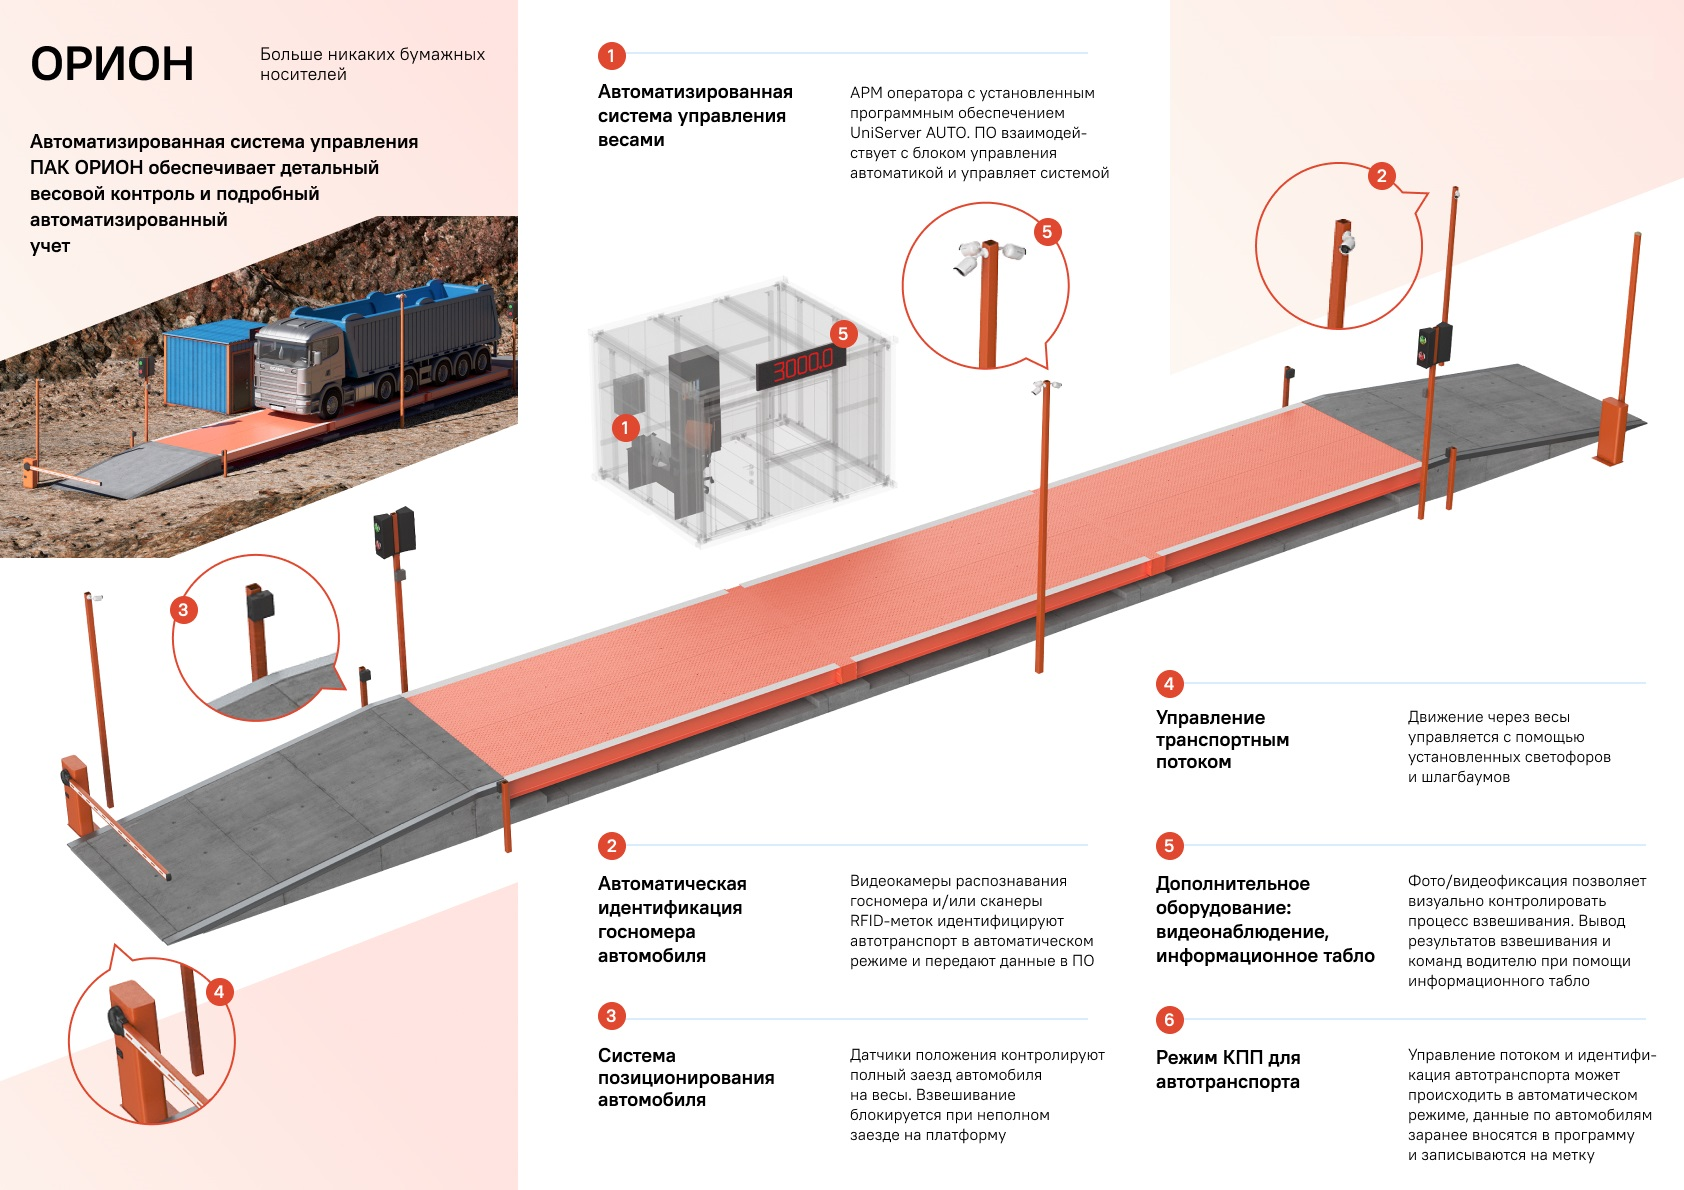 ОРИОН
Больше никаких бумажных
носителей
Автоматизированная система управления
ПАК ОРИОН обеспечивает детальный
весовой контроль и подробный
автоматизированный
учет
1
Автоматизированная
система управления
весами
АРМ оператора с установленным
программным обеспечением
UniServer AUTO. ПО взаимодей-
ствует с блоком управления
автоматикой и управляет системой
5
2
5
3000.0
1
3
4
2
Автоматическая
идентификация
госномера
автомобиля
Видеокамеры распознавания
госномера и/или сканеры
RFID-меток идентифицируют
автотранспорт в автоматическом
режиме и передают данные в ПО
3
Система
позиционирования
автомобиля
Датчики положения контролируют
полный заезд автомобиля
на весы. Взвешивание
блокируется при неполном
заезде на платформу
4
Управление
транспортным
потоком
Движение через весы
управляется с помощью
установленных светофоров
и шлагбаумов
5
Дополнительное
оборудование:
видеонаблюдение,
информационное табло
Фото/видеофиксация позволяет
визуально контролировать
процесс взвешивания. Вывод
результатов взвешивания и
команд водителю при помощи
информационного табло
6
Режим КПП для
автотранспорта
Управление потоком и идентифи-
кация автотранспорта может
происходить в автоматическом
режиме, данные по автомобилям
заранее вносятся в программу
и записываются на метку